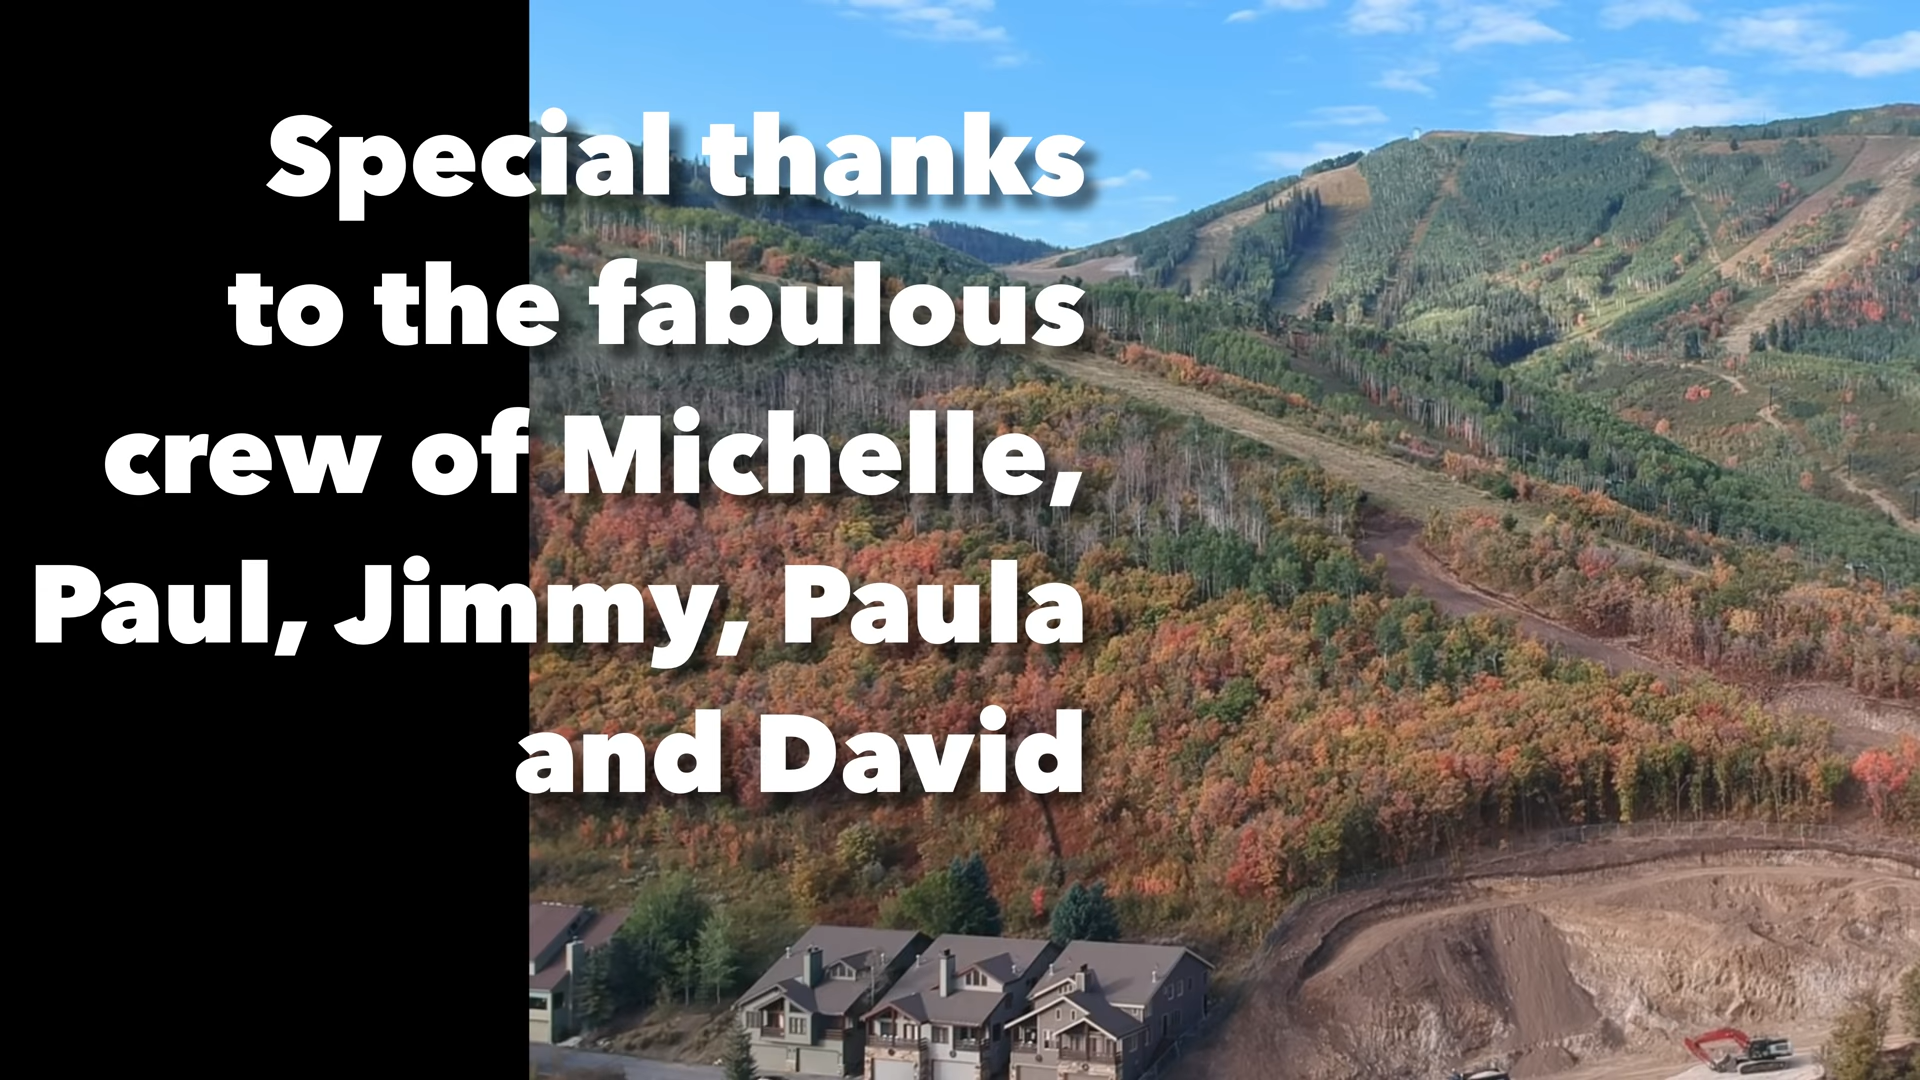 Special thanks
to the fabulous
crew of Michelle,
Paul, Jimmy, Paula
and David